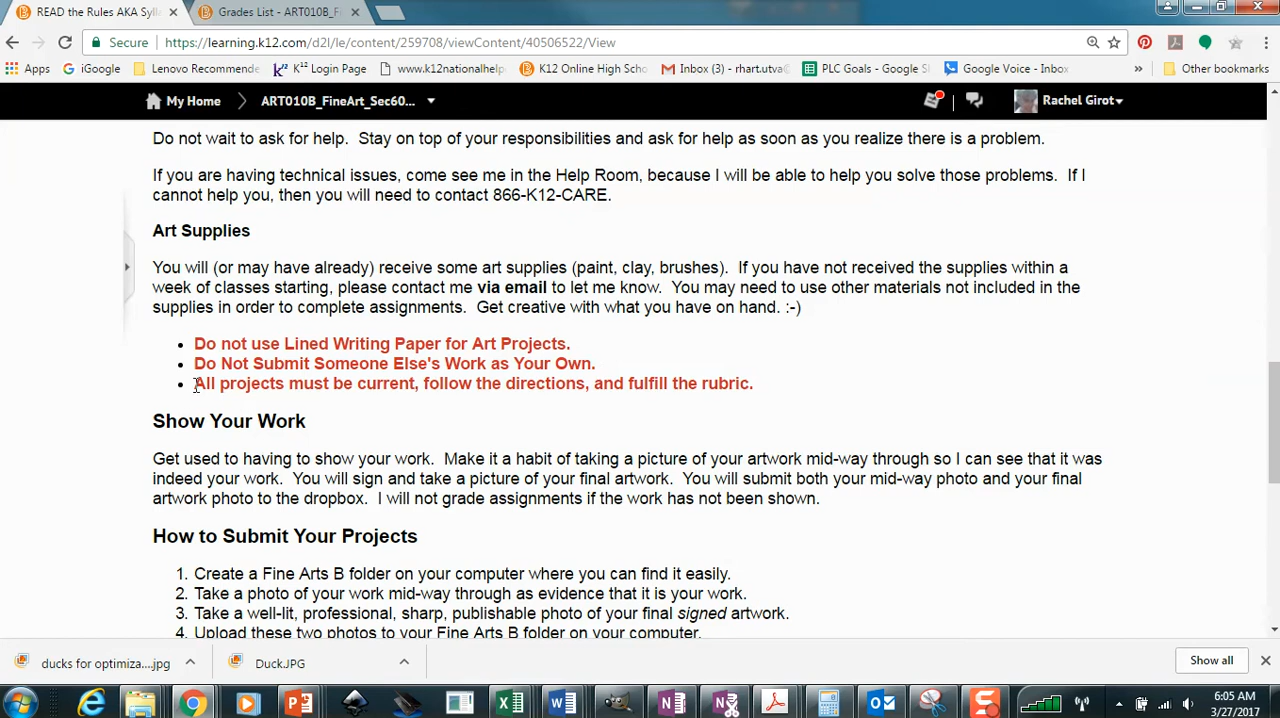 READ the Rules AKA Sylla
Grades List - ART010B_Fi
Secure
https://learning.k12.com/d2l/le/content/259708/viewContent/40506522/View
Apps
iGoogle
Lenovo Recommende
K12 Login Page
www.k12nationalhelp
K12 Online High Scho
Inbox (3) - rhart.utva@
PLC Goals - Google Sl
Google Voice - Inbox
»
Other bookmarks
My Home
ART010B_FineArt_Sec60...
Rachel Girot
Do not wait to ask for help. Stay on top of your responsibilities and ask for help as soon as you realize there is a problem.
If you are having technical issues, come see me in the Help Room, because I will be able to help you solve those problems. If I
cannot help you, then you will need to contact 866-K12-CARE.
Art Supplies
You will (or may have already) receive some art supplies (paint, clay, brushes). If you have not received the supplies within a
week of classes starting, please contact me via email to let me know. You may need to use other materials not included in the
supplies in order to complete assignments. Get creative with what you have on hand. :-)
• Do not use Lined Writing Paper for Art Projects.
• Do Not Submit Someone Else's Work as Your Own.
• All projects must be current, follow the directions, and fulfill the rubric.
Show Your Work
Get used to having to show your work. Make it a habit of taking a picture of your artwork mid-way through so I can see that it was
indeed your work. You will sign and take a picture of your final artwork. You will submit both your mid-way photo and your final
artwork photo to the dropbox. I will not grade assignments if the work has not been shown.
How to Submit Your Projects
1. Create a Fine Arts B folder on your computer where you can find it easily.
2. Take a photo of your work mid-way through as evidence that it is your work.
3. Take a well-lit, professional, sharp, publishable photo of your final signed artwork.
4. Upload these two photos to your Fine Arts B folder on your computer.
ducks for optimiza....jpg
Duck.JPG
Show all
6:05 AM
3/27/2017